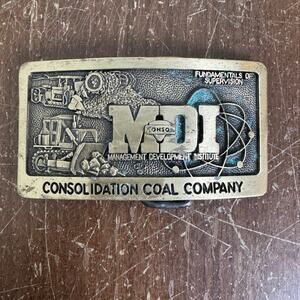 FUNDAMENTALS OF
SUPERVISION
MDI
CONSOL
MANAGEMENT DEVELOPMENT INSTITUTE
CONSOLIDATION COAL COMPANY